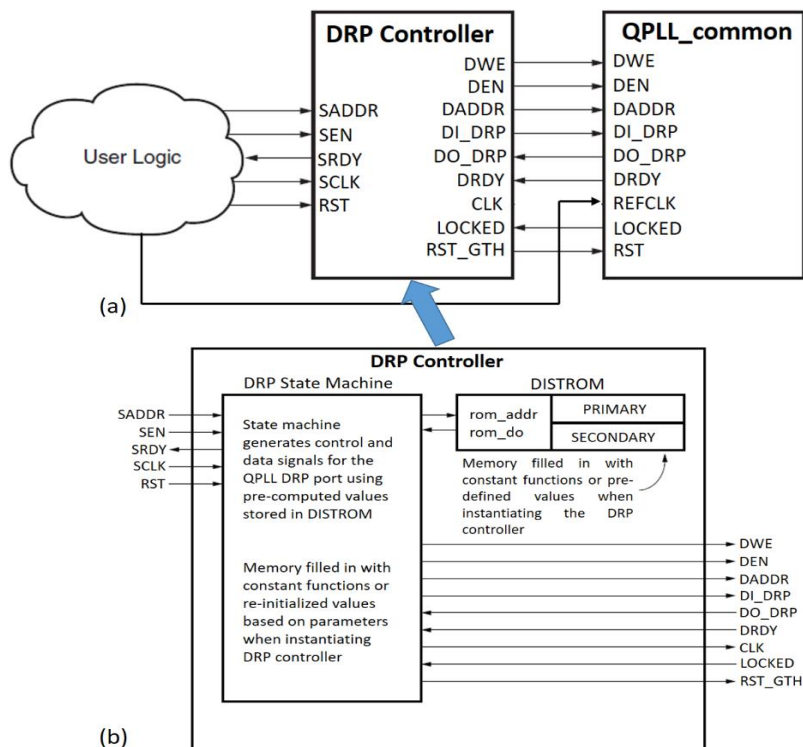 DRP Controller
QPLL_common
User Logic
SADDR
SEN
SRDY
SCLK
RST
DWE
DEN
DADDR
DI_DRP
DO_DRP
DRDY
CLK
LOCKED
RST_GTH
DWE
DEN
DADDR
DI_DRP
DO_DRP
DRDY
REFCLK
LOCKED
RST
(a)
DRP Controller
DRP State Machine
DISTROM
SADDR
SEN
SRDY
SCLK
RST
State machine
generates control and
data signals for the
QPLL DRP port using
pre-computed values
stored in DISTROM
Memory filled in with
constant functions or
re-initialized values
based on parameters
when instantiating
DRP controller
rom_addr
rom_do
PRIMARY
SECONDARY
Memory filled in with
constant functions or pre-
defined values when
instantiating the DRP
controller
DWE
DEN
DADDR
DI_DRP
DO_DRP
DRDY
CLK
LOCKED
RST_GTH
(b)